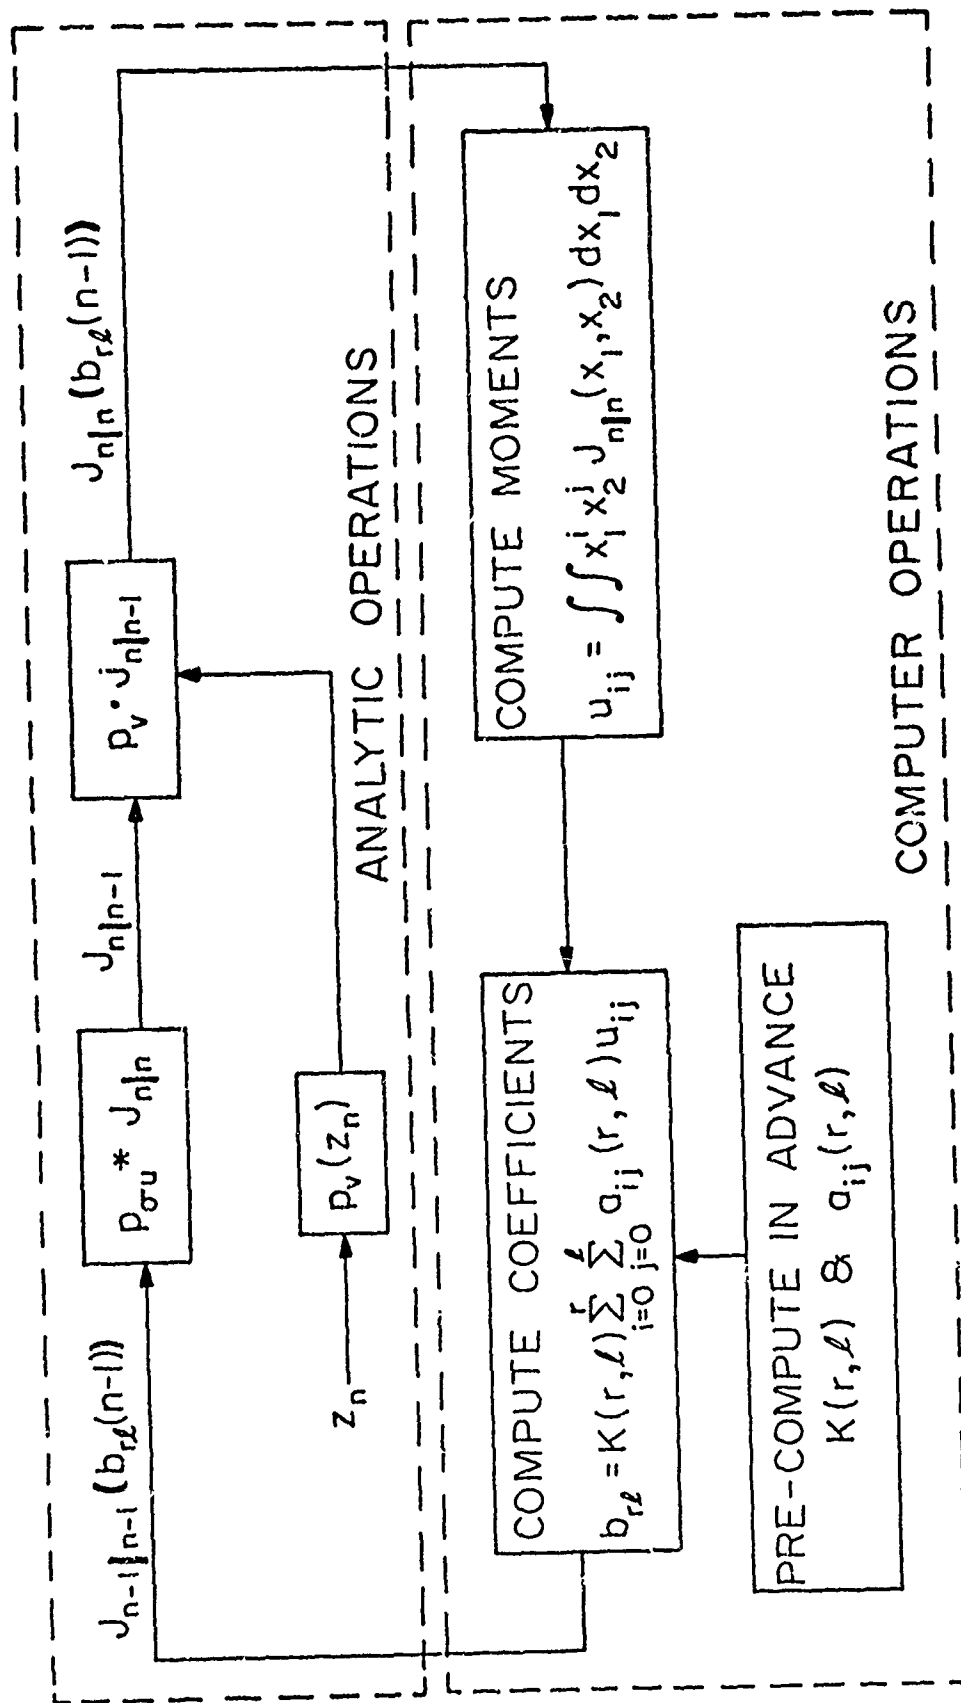 J_{n-1|n-1}(b_{rℓ}(n-1))
p_{σu} * J_{n|n}
J_{n|n-1}
p_v · j_{n|n-1}
J_{n|n}(b_{rℓ}(n-1))
z_n
p_v(z_n)
ANALYTIC OPERATIONS
COMPUTE COEFFICIENTS
b_{rℓ} = K(r,ℓ) ∑_{i=0}^{r} ∑_{j=0}^{ℓ} a_{ij}(r,ℓ)u_{ij}
COMPUTE MOMENTS
u_{ij} = ∫∫ x_1^i x_2^j J_{n|n}(x_1,x_2) dx_1 dx_2
PRE-COMPUTE IN ADVANCE
K(r,ℓ) & a_{ij}(r,ℓ)
COMPUTER OPERATIONS